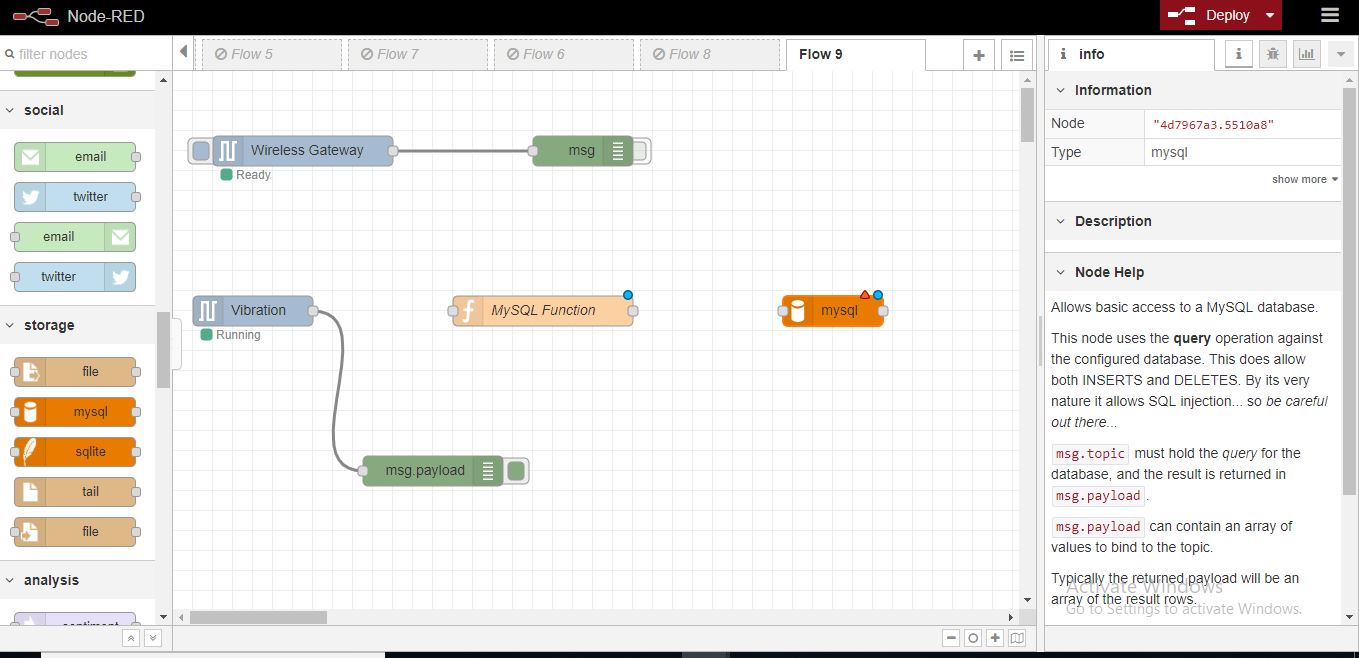 Node-RED
Deploy
filter nodes
Flow 5
Flow 7
Flow 6
Flow 8
Flow 9
i info
i
social
email
twitter
email
twitter
storage
file
mysql
sqlite
tail
file
analysis
sentiment
Wireless Gateway
Ready
msg
Vibration
Running
MySQL Function
mysql
msg.payload
Information
Node "4d7967a3.5510a8"
Type mysql
show more
Description
Node Help
Allows basic access to a MySQL database.
This node uses the query operation against
the configured database. This does allow
both INSERTS and DELETES. By its very
nature it allows SQL injection... so be careful
out there...
msg.topic must hold the query for the
database, and the result is returned in
msg.payload.
msg.payload can contain an array of
values to bind to the topic.
Typically the returned payload will be an
array of the result rows.
Activate Windows
Go to Settings to activate Windows.